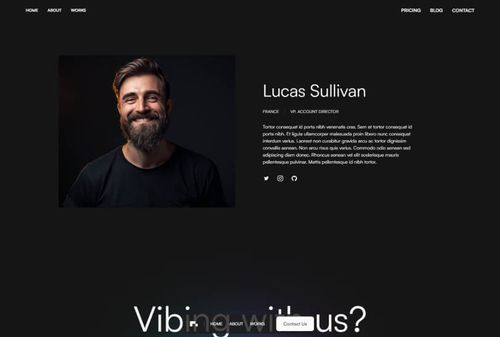 HOME ABOUT WORKS PRICING BLOG CONTACT
Lucas Sullivan
FRANCE VP, ACCOUNT DIRECTOR
Tortor consequat id porta nibh venenatis cras. Sem et tortor consequat id
porta nibh. Et ligula ullamcorper malesuada proin libero nunc consequat
interdum varius. Laoreet non curabitur gravida arcu ac tortor dignissim
convallis aenean. Non arcu risus quis varius. Commodo odio aenean sed
adipiscing diam donec. Rhoncus aenean vel elit scelerisque mauris
pellentesque pulvinar. Mattis pellentesque id nibh tortor.
Vibing with us?
HOME ABOUT WORKS Contact Us